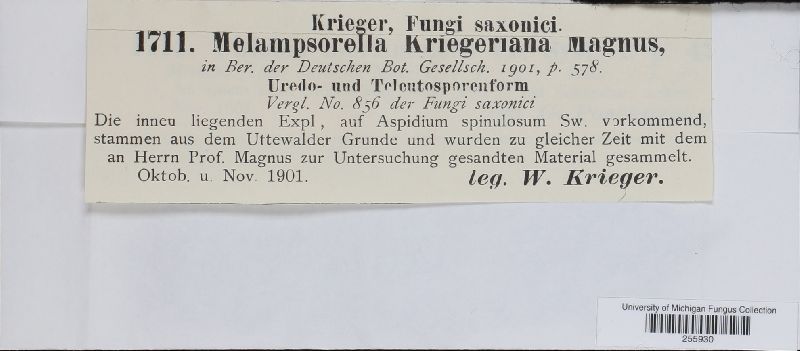 Krieger, Fungi saxonici.
1711. Melampsorella Kriegeriana Magnus,
in Ber. der Deutschen Bot. Gesellsch. 1901, p. 578.
Uredo- und Teleutosporenform
Vergl. No. 856 der Fungi saxonici
Die inneu liegenden Expl, auf Aspidium spinulosum Sw. vorkommend,
stammen aus dem Uttewalder Grunde und wurden zu gleicher Zeit mit dem
an Herrn Prof. Magnus zur Untersuchung gesandten Material gesammelt.
Oktob. u. Nov. 1901. leg. W. Krieger.
University of Michigan Fungus Collection
255930